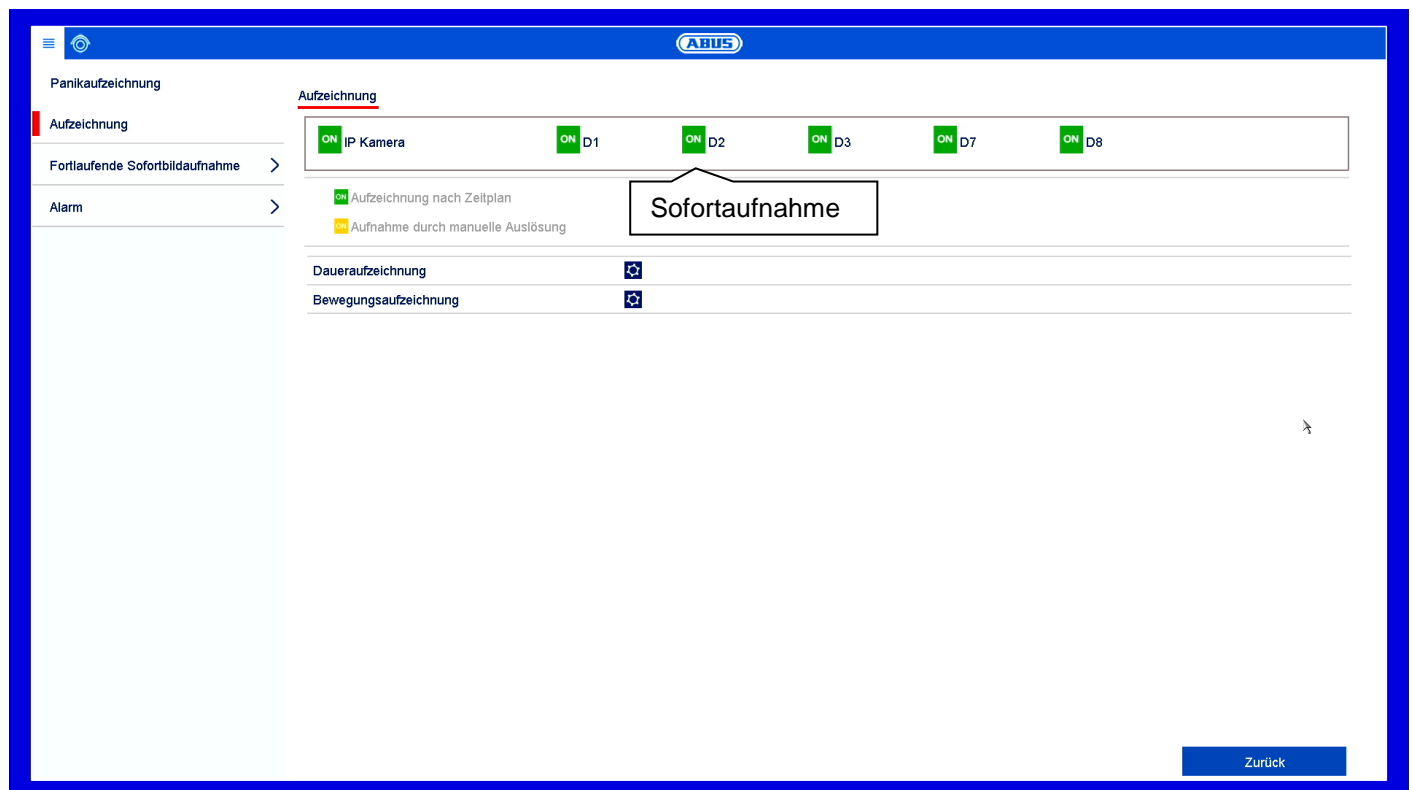 ABUS
Panikaufzeichnung
Aufzeichnung
Fortlaufende Sofortbildaufnahme
Alarm
Aufzeichnung
ON IP Kamera ON D1 ON D2 ON D3 ON D7 ON D8
ON Aufzeichnung nach Zeitplan
ON Aufnahme durch manuelle Auslösung
Sofortaufnahme
Daueraufzeichnung
Bewegungsaufzeichnung
Zurück